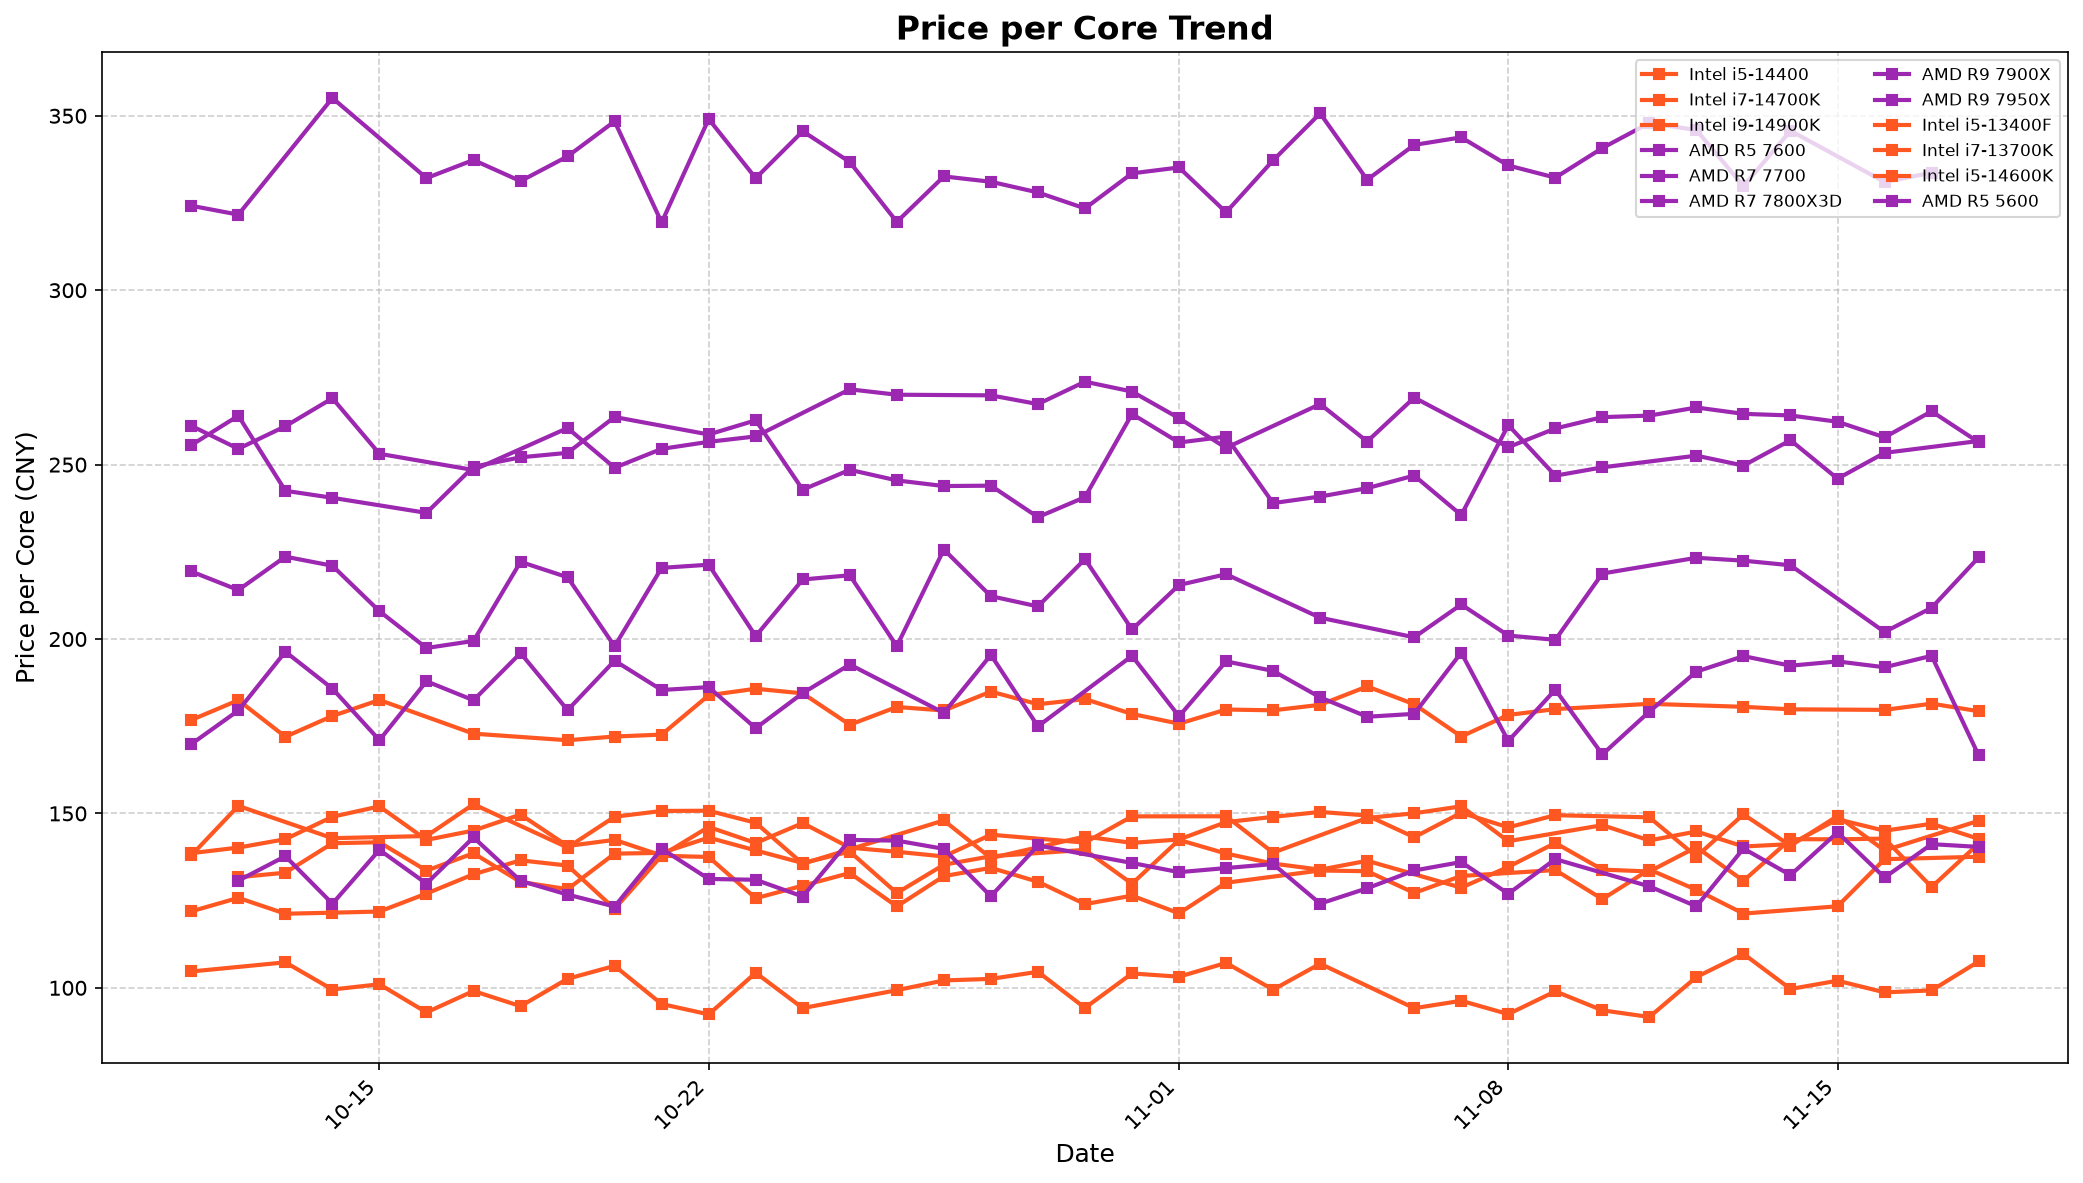 Price per Core Trend
Intel i5-14400
Intel i7-14700K
Intel i9-14900K
AMD R5 7600
AMD R7 7700
AMD R7 7800X3D
AMD R9 7900X
AMD R9 7950X
Intel i5-13400F
Intel i7-13700K
Intel i5-14600K
AMD R5 5600
Price per Core (CNY)
350
300
250
200
150
100
10-15
10-22
11-01
11-08
11-15
Date